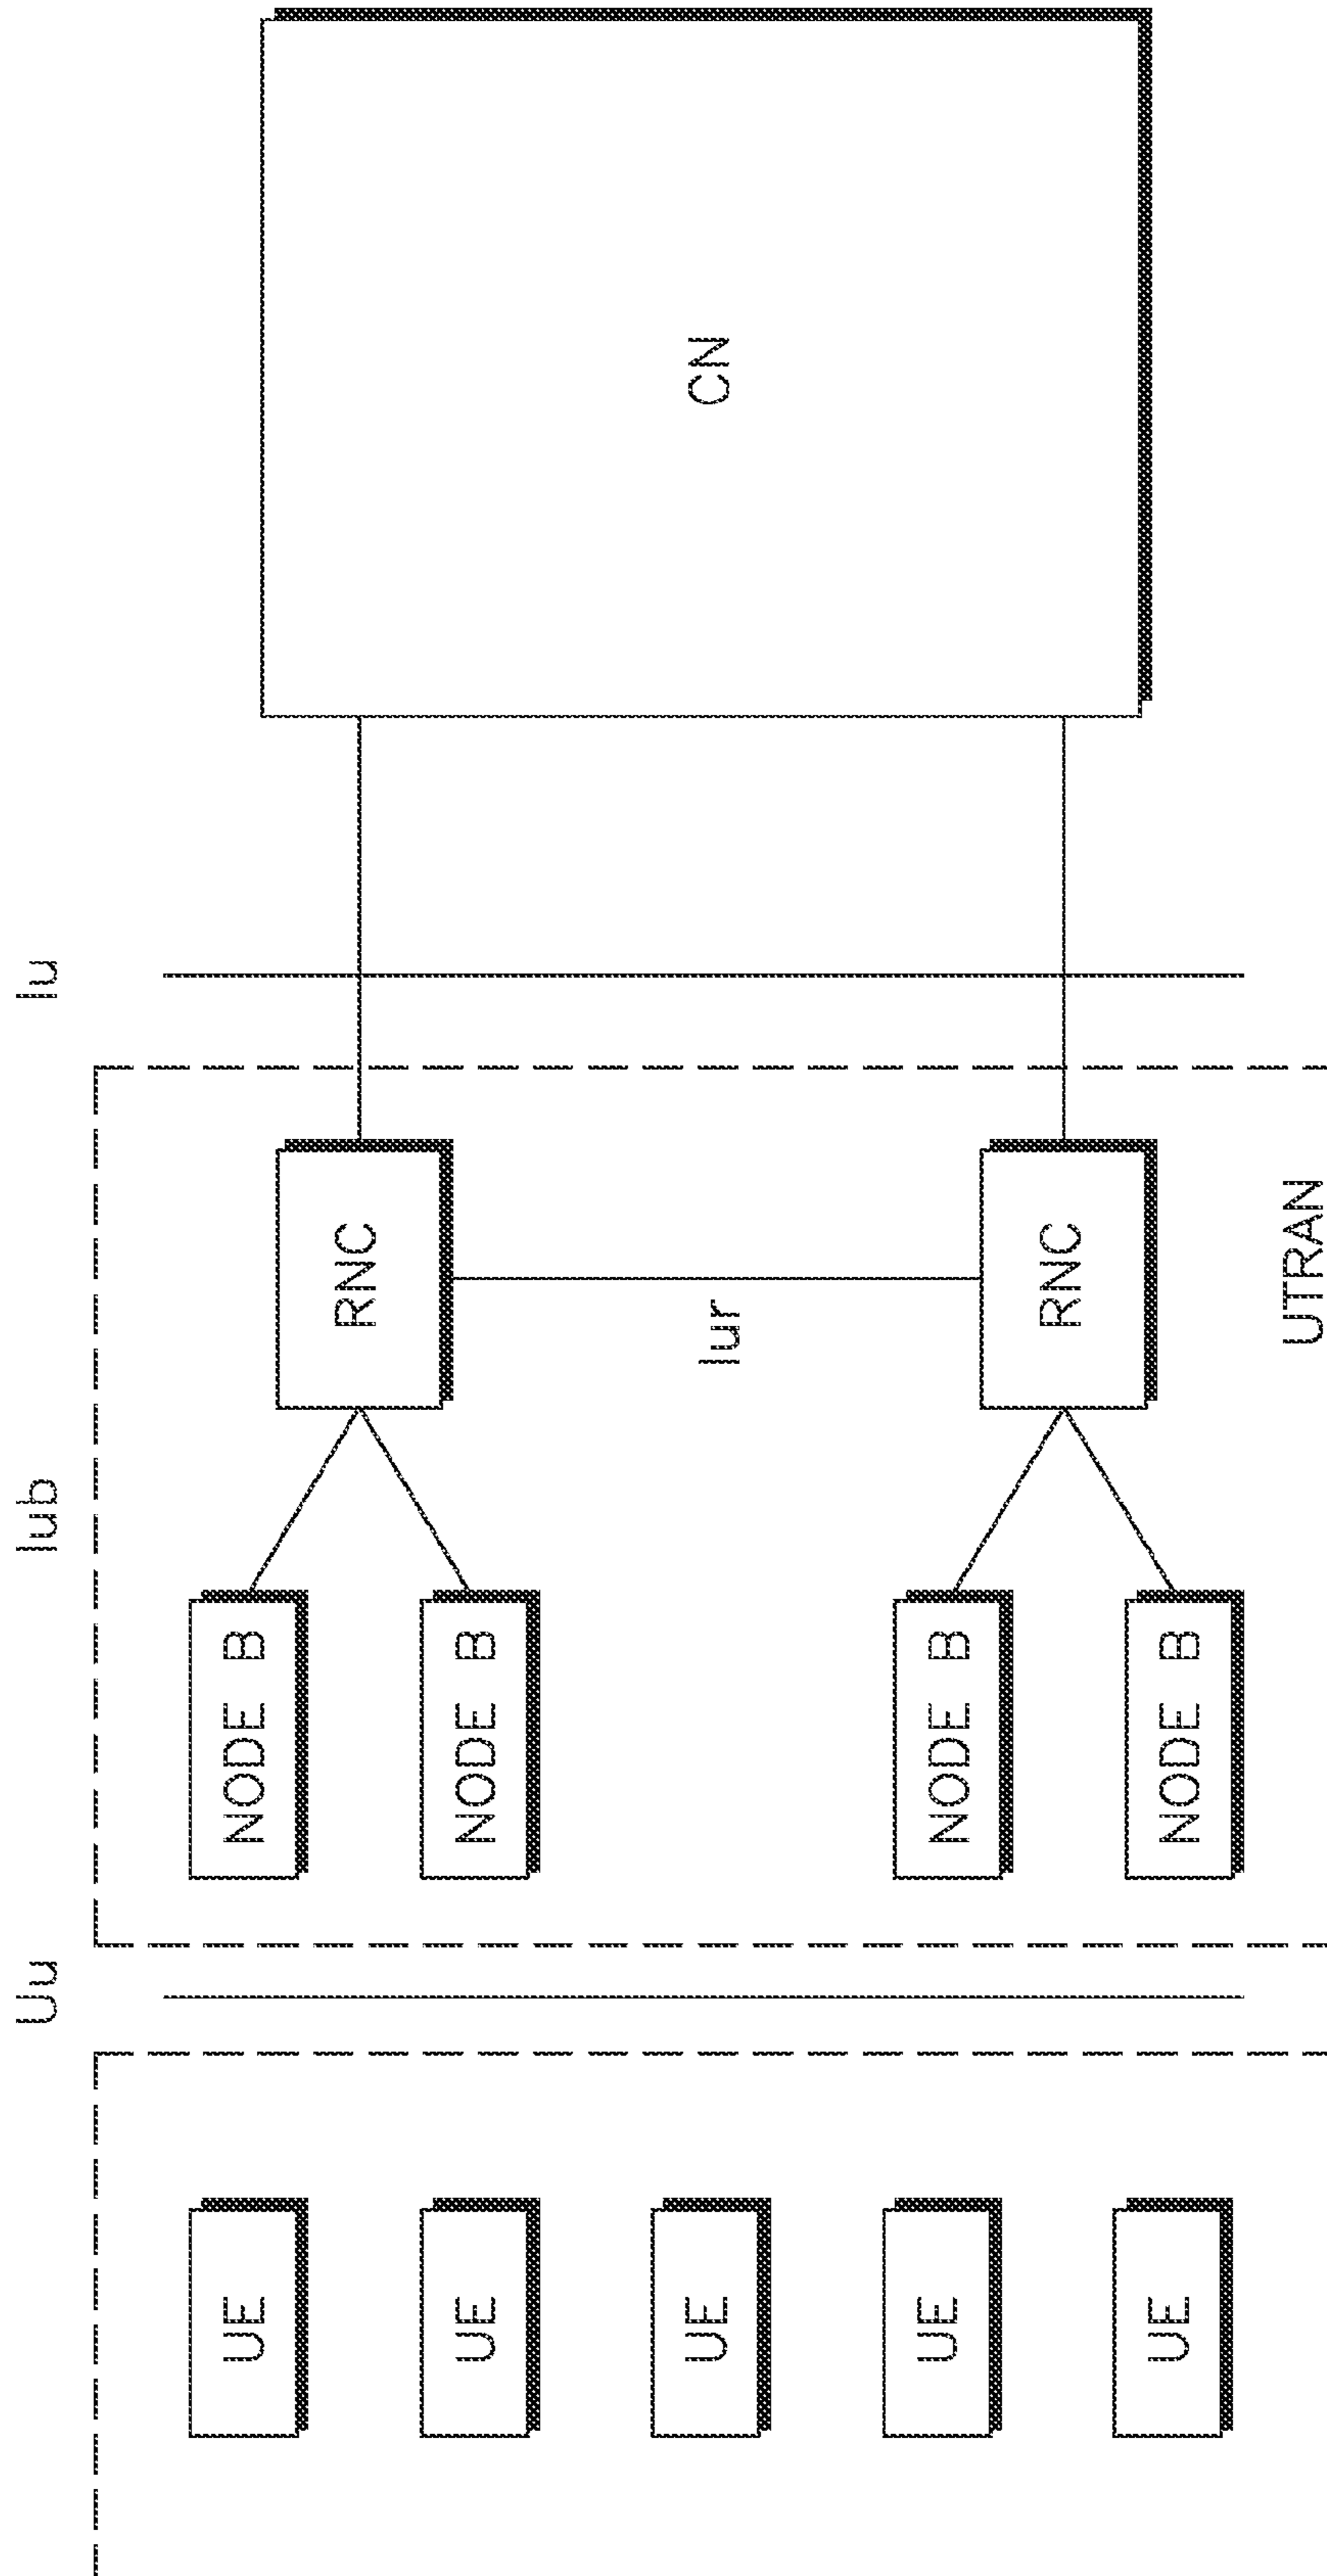 Uu
Iub
Iu
UE
NODE B
RNC
UE
NODE B
UE
Iur
CN
UE
NODE B
RNC
UE
NODE B
UTRAN